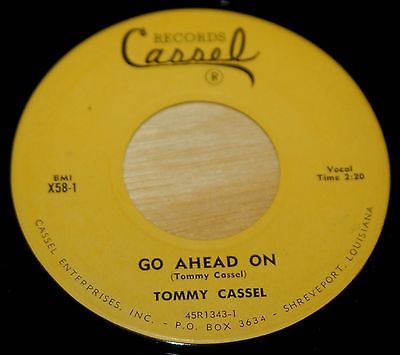 RECORDS
Cassel
®
BMI
X58-1
Vocal
Time 2:20
GO AHEAD ON
(Tommy Cassel)
TOMMY CASSEL
45R1343-1
CASSEL ENTERPRISES, INC. - P.O. BOX 3634 - SHREVEPORT, LOUISIANA